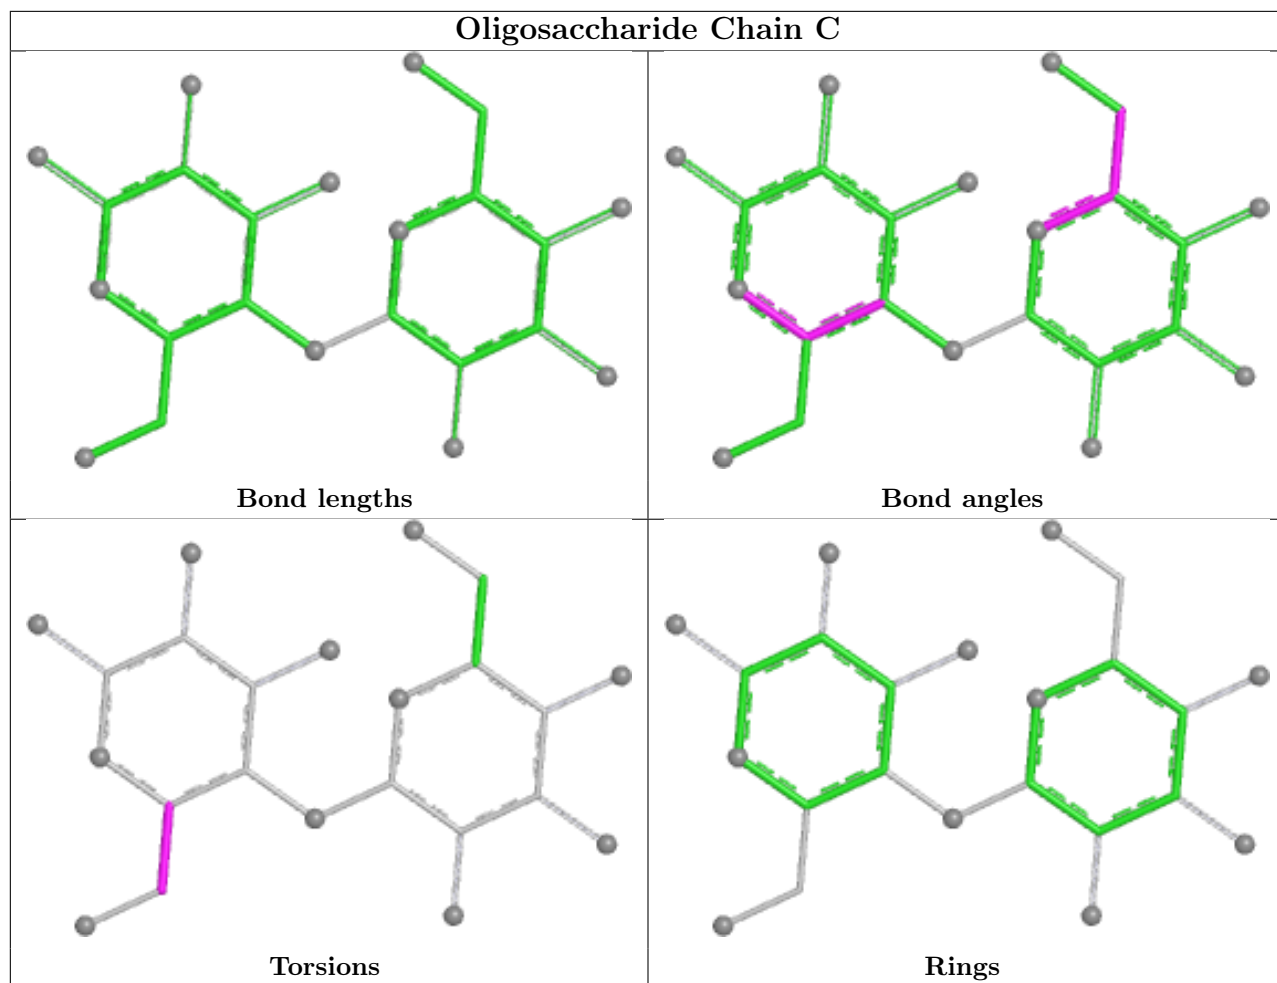 Oligosaccharide Chain C
Bond lengths
Bond angles
Torsions
Rings